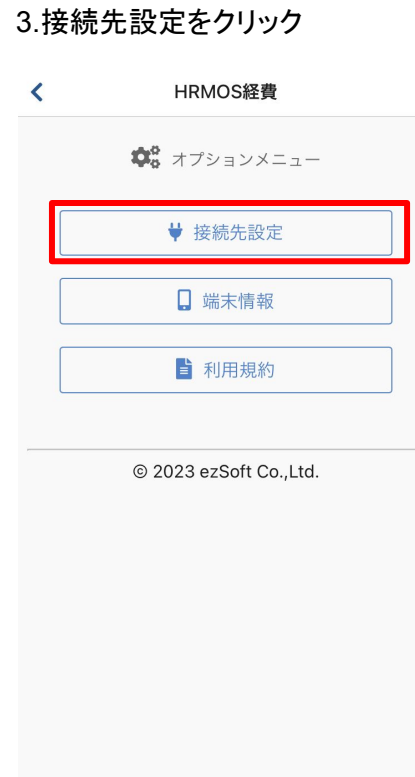 3.接続先設定をクリック
HRMOS経費
オプションメニュー
接続先設定
端末情報
利用規約
© 2023 ezSoft Co.,Ltd.